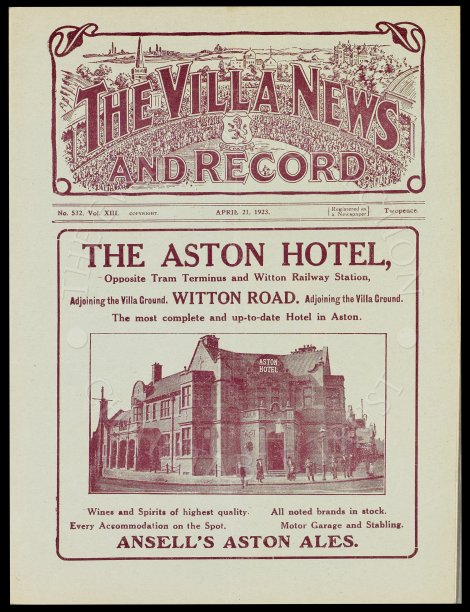 THE VILLA NEWS
AND RECORD
No. 532. Vol. XIII. COPYRIGHT. APRIL 21, 1923. Registered as a Newspaper Twopence.
THE ASTON HOTEL,
Opposite Tram Terminus and Witton Railway Station,
Adjoining the Villa Ground. WITTON ROAD. Adjoining the Villa Ground.
The most complete and up-to-date Hotel in Aston.
ASTON
HOTEL
Wines and Spirits of highest quality. All noted brands in stock.
Every Accommodation on the Spot. Motor Garage and Stabling.
ANSELL'S ASTON ALES.